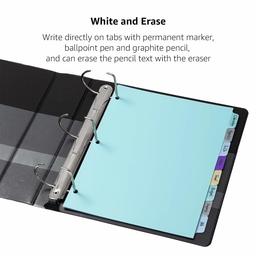 White and Erase
Write directly on tabs with permanent marker,
ballpoint pen and graphite pencil,
and can erase the pencil text with the eraser